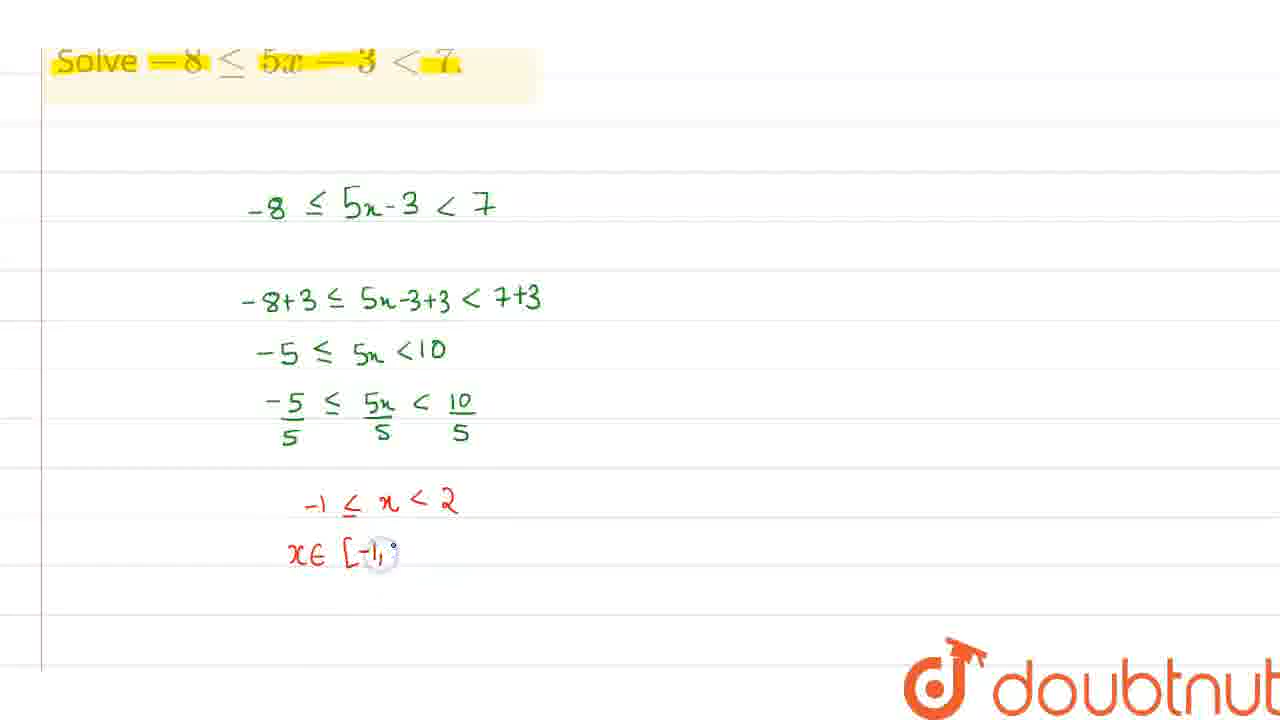 Solve −8 ≤ 5x − 3 < 7.
-8 ≤ 5x-3 < 7
-8+3 ≤ 5x-3+3 < 7+3
-5 ≤ 5x < 10
-5/5 ≤ 5x/5 < 10/5
-1 ≤ x < 2
x∈ [-1,
doubtnut